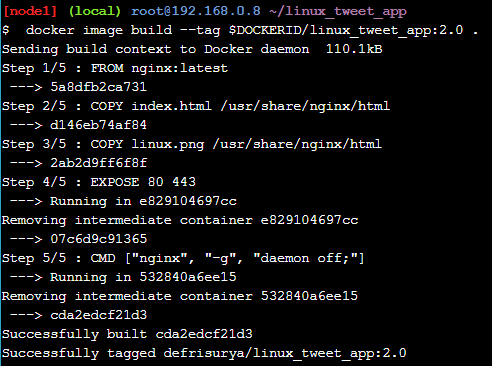 [node1] (local) root@192.168.0.8 ~/linux_tweet_app
$  docker image build --tag $DOCKERID/linux_tweet_app:2.0 .
Sending build context to Docker daemon  110.1kB
Step 1/5 : FROM nginx:latest
 ---> 5a8dfb2ca731
Step 2/5 : COPY index.html /usr/share/nginx/html
 ---> d146eb74af84
Step 3/5 : COPY linux.png /usr/share/nginx/html
 ---> 2ab2d9ff6f8f
Step 4/5 : EXPOSE 80 443
 ---> Running in e829104697cc
Removing intermediate container e829104697cc
 ---> 07c6d9c91365
Step 5/5 : CMD ["nginx", "-g", "daemon off;"]
 ---> Running in 532840a6ee15
Removing intermediate container 532840a6ee15
 ---> cda2edcf21d3
Successfully built cda2edcf21d3
Successfully tagged defrisurya/linux_tweet_app:2.0